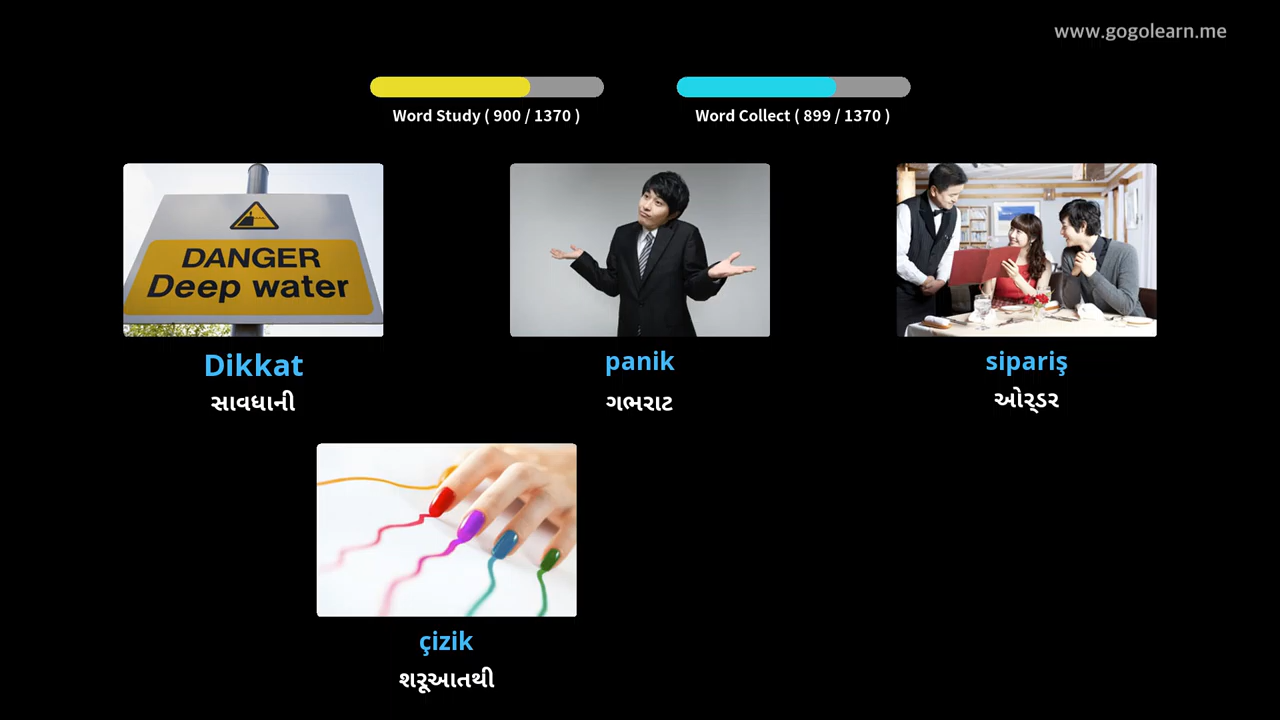 www.gogolearn.me
Word Study ( 900 / 1370 )
Word Collect ( 899 / 1370 )
DANGER
Deep water
Dikkat
સાવધાની
panik
ગભરાટ
sipariş
ઓર્ડર
çizik
શરૂઆતથી